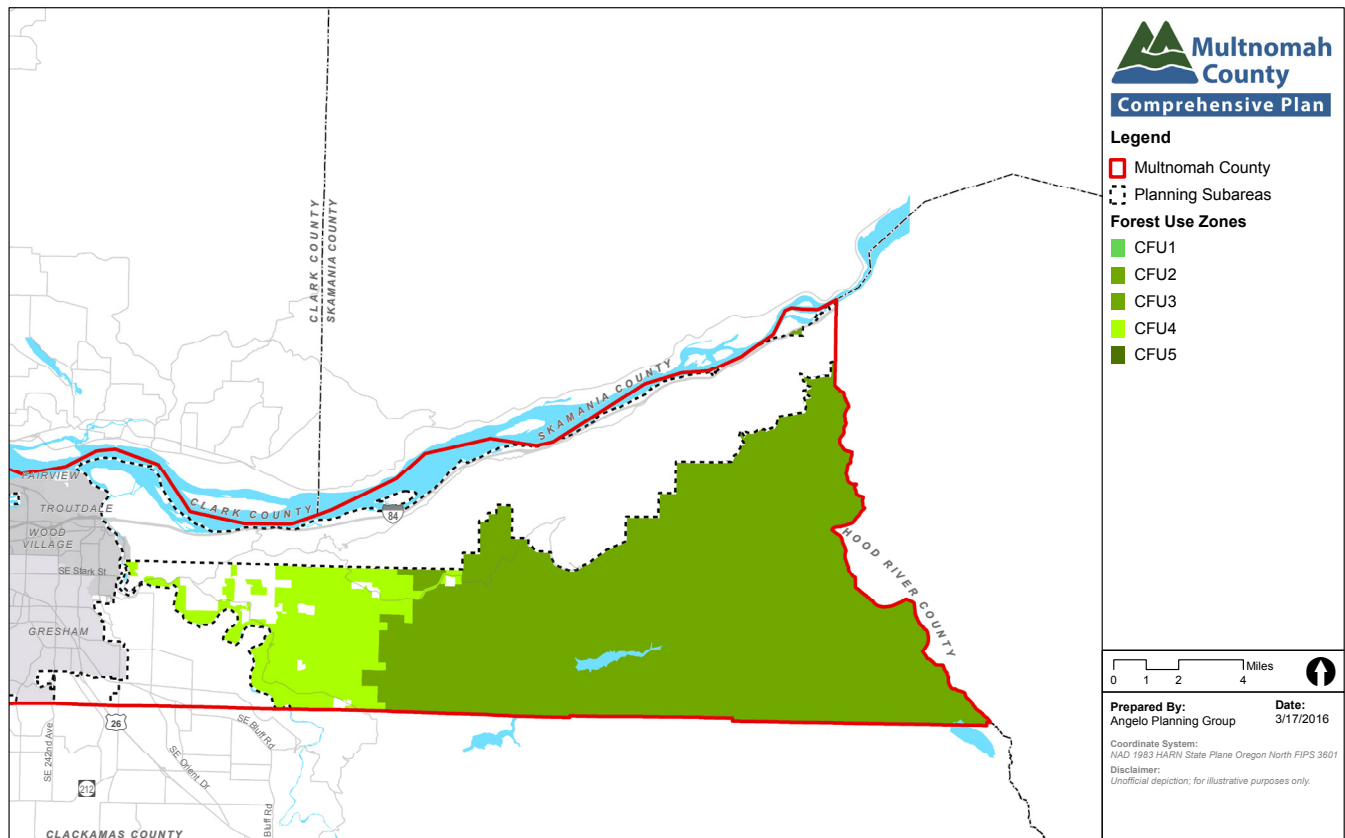 Multnomah
County
Comprehensive Plan
Legend
Multnomah County
Planning Subareas
Forest Use Zones
CFU1
CFU2
CFU3
CFU4
CFU5
CLARK COUNTY
SKAMANIA COUNTY
SKAMANIA COUNTY
CLARK COUNTY
84
FAIRVIEW
TROUTDALE
WOOD
VILLAGE
SE Stark St
GRESHAM
HOOD RIVER COUNTY
26
SE Bluff Rd
SE 242nd Ave
SE Orient Dr
212
Bluff Rd
CLACKAMAS COUNTY
Miles
0 1 2 4
Prepared By:
Angelo Planning Group
Date:
3/17/2016
Coordinate System:
NAD 1983 HARN State Plane Oregon North FIPS 3601
Disclaimer:
Unofficial depiction; for illustrative purposes only.